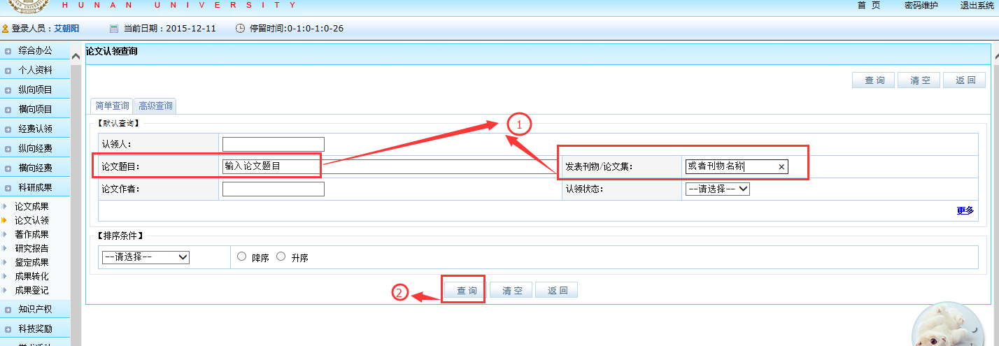 HUNAN UNIVERSITY
首 页 密码维护 退出系统
登录人员：艾朝阳 当前日期：2015-12-11 停留时间:0-1:0-1:0-26
综合办公
个人资料
纵向项目
横向项目
经费认领
纵向经费
横向经费
科研成果
论文成果
论文认领
著作成果
研究报告
鉴定成果
成果转化
成果登记
知识产权
科技奖励
论文认领查询
查 询 清 空 返 回
简单查询 高级查询
【默认查询】
认领人:
论文题目: 输入论文题目 发表刊物/论文集: 或者刊物名称 ×
论文作者: 认领状态: --请选择--
更多
【排序条件】
--请选择-- 降序 升序
查 询 清 空 返 回
1
2